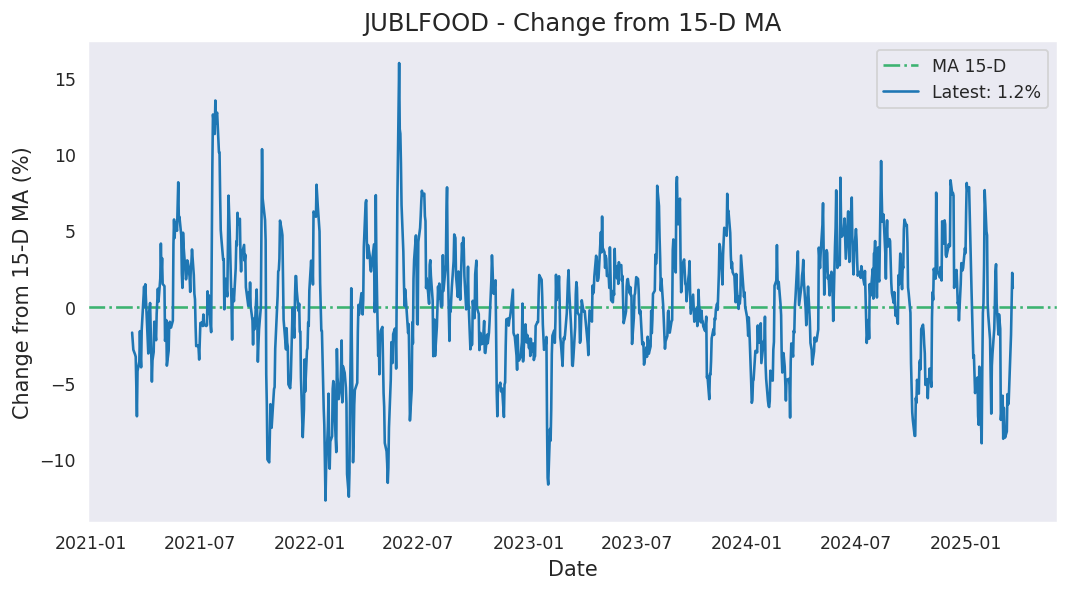 JUBLFOOD - Change from 15-D MA
MA 15-D
Latest: 1.2%
Change from 15-D MA (%)
15
10
5
0
−5
−10
2021-01 2021-07 2022-01 2022-07 2023-01 2023-07 2024-01 2024-07 2025-01
Date